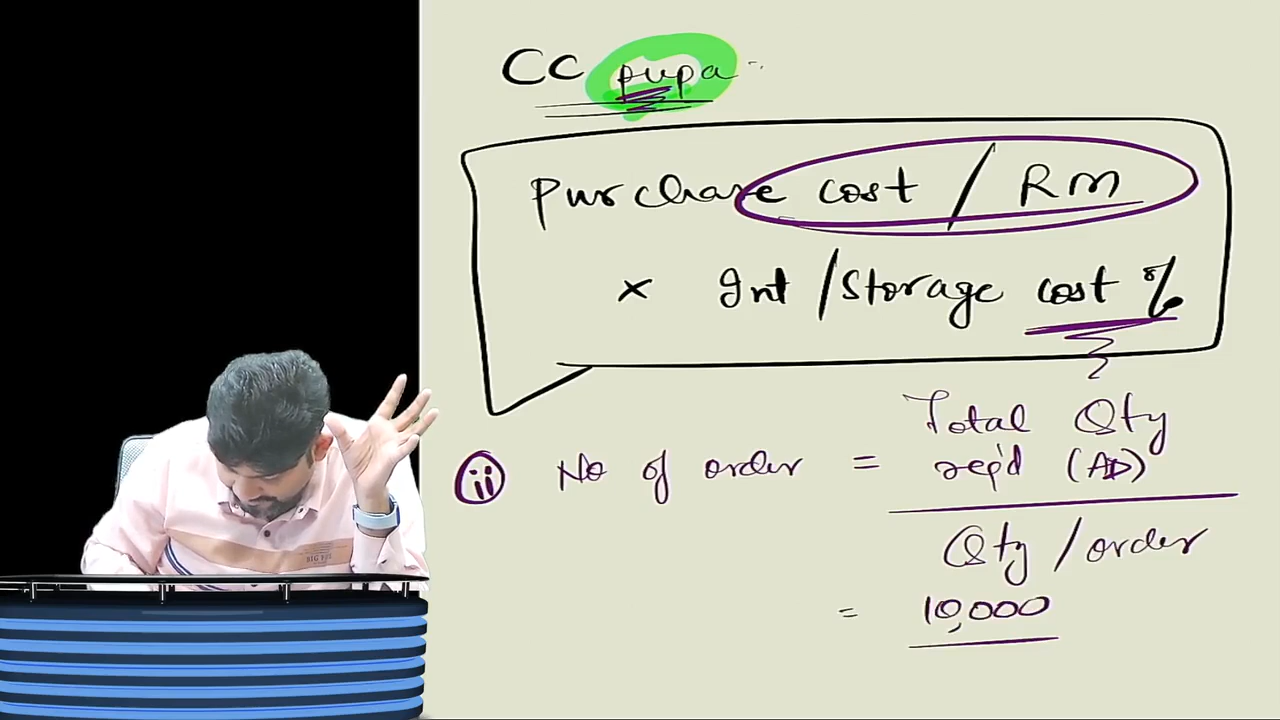 CC pupa
Purchase cost / RM
× Int / Storage cost %
ii No of order = Total Qty req'd (AD)
Qty / order
= 10,000